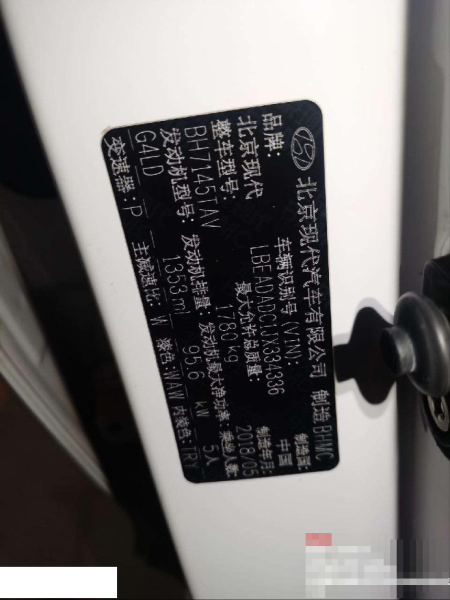 北京现代汽车有限公司 制造 BHMC
品牌: 北京现代
车辆识别号(VIN): LBEADADC1JX334336
制造国: 中国
整车型号: BH7145TAV
最大允许总质量: 1780 kg
制造年月: 2018/05
发动机型号: G4LD
发动机排量: 1353 ml
发动机最大净功率: 95.6 kW
乘坐人数: 5人
变速器: P
主减速比: W
漆色: WAW
内装色: TRY